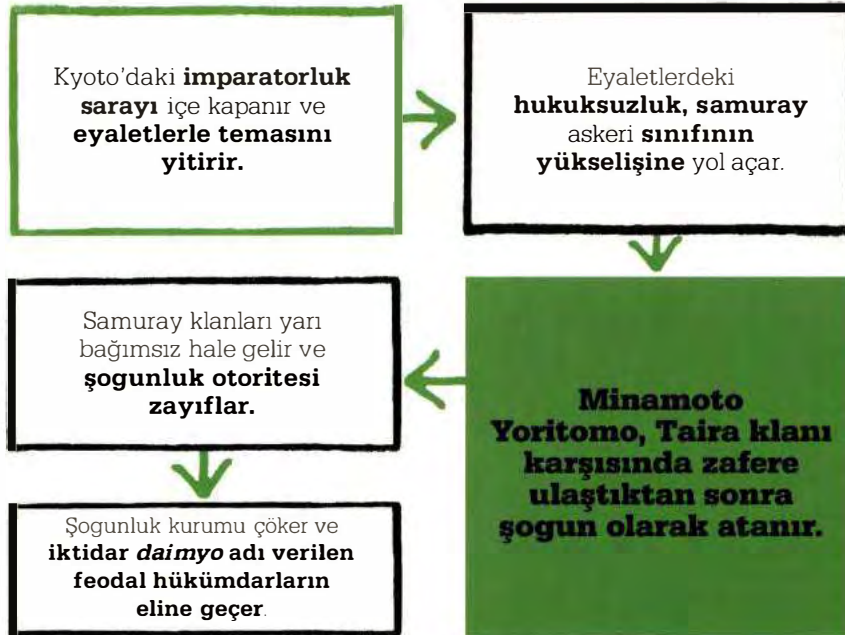 Kyoto'daki imparatorluk
sarayı içe kapanır ve
eyaletlerle temasını
yitirir.
Eyaletlerdeki
hukuksuzluk, samuray
askeri sınıfının
yükselişine yol açar.
Minamoto
Yoritomo, Taira klanı
karşısında zafere
ulaştıktan sonra
şogun olarak atanır.
Samuray klanları yarı
bağımsız hale gelir ve
şogunluk otoritesi
zayıflar.
Şogunluk kurumu çöker ve
iktidar daimyo adı verilen
feodal hükümdarların
eline geçer.